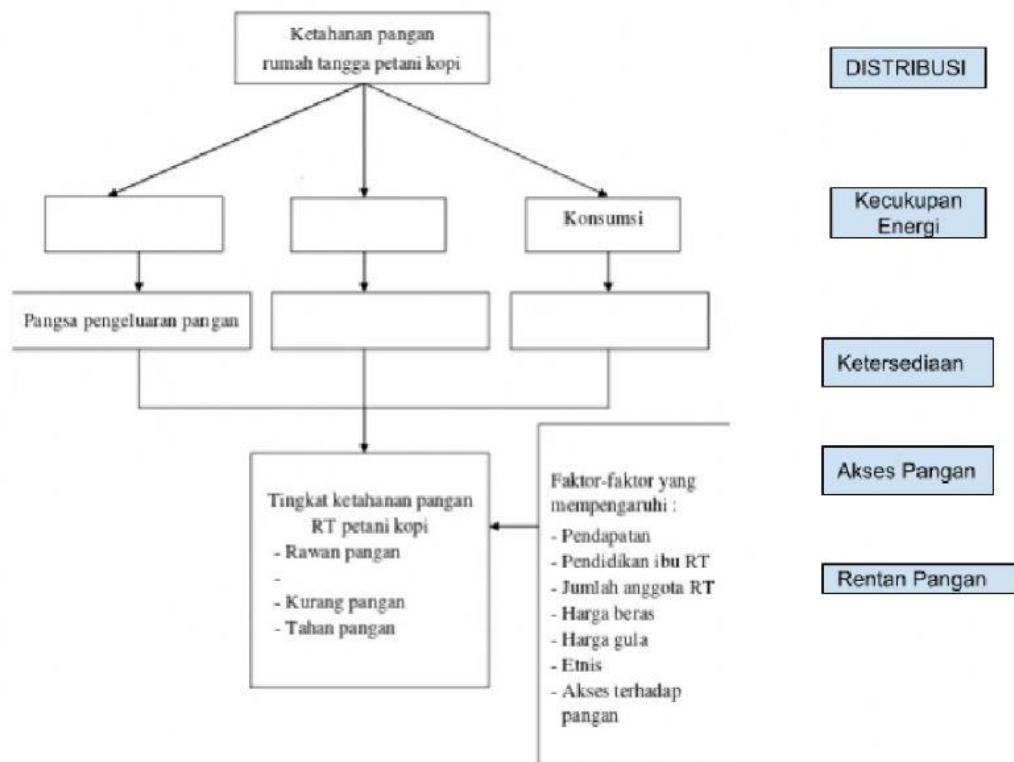 Ketahanan pangan
rumah tangga petani kopi
DISTRIBUSI
Konsumsi
Kecukupan
Energi
Pangsa pengeluaran pangan
Ketersediaan
Tingkat ketahanan pangan
RT petani kopi
- Rawan pangan
-
- Kurang pangan
- Tahan pangan
Faktor-faktor yang
mempengaruhi :
- Pendapatan
- Pendidikan ibu RT
- Jumlah anggota RT
- Harga beras
- Harga gula
- Etnis
- Akses terhadap
pangan
Akses Pangan
Rentan Pangan